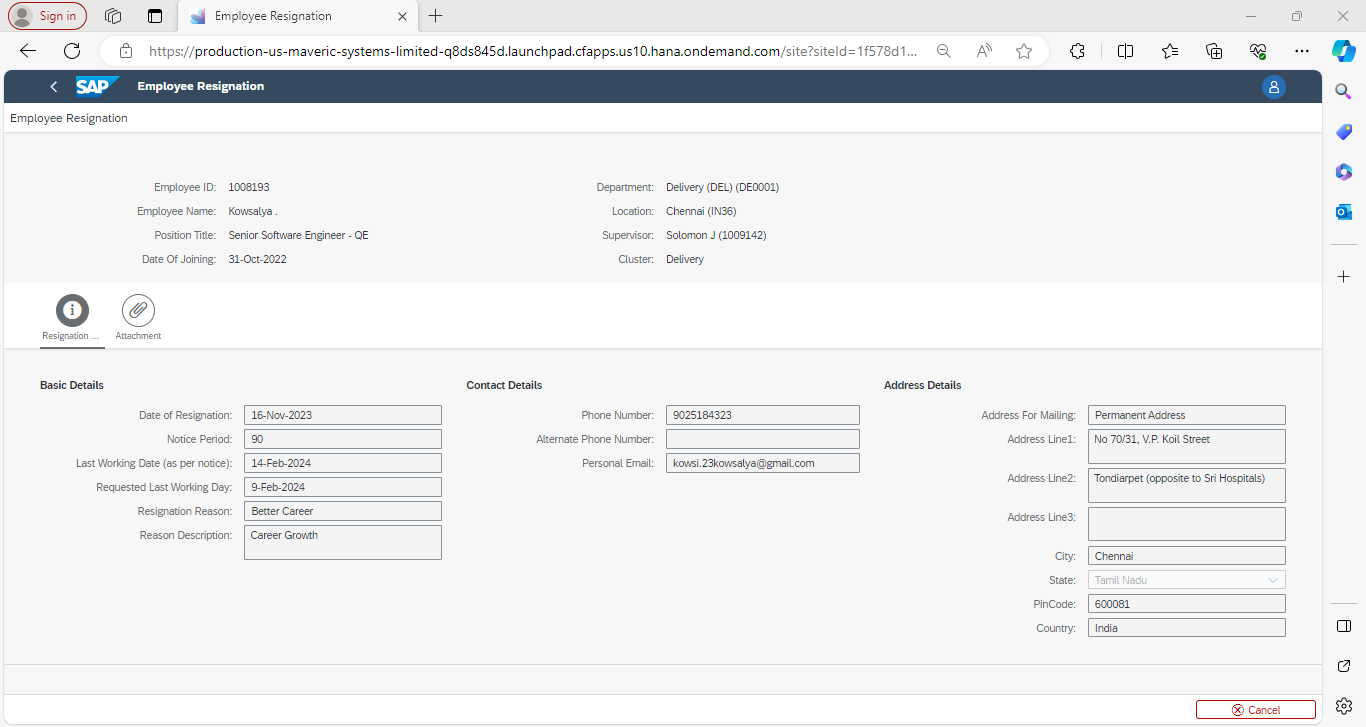 Sign in
Employee Resignation
https://production-us-maveric-systems-limited-q8ds845d.launchpad.cfapps.us10.hana.ondemand.com/site?siteId=1f578d1...
SAP Employee Resignation
Employee Resignation
Employee ID: 1008193
Employee Name: Kowsalya .
Position Title: Senior Software Engineer - QE
Date Of Joining: 31-Oct-2022
Department: Delivery (DEL) (DE0001)
Location: Chennai (IN36)
Supervisor: Solomon J (1009142)
Cluster: Delivery
Resignation ...
Attachment
Basic Details
Date of Resignation: 16-Nov-2023
Notice Period: 90
Last Working Date (as per notice): 14-Feb-2024
Requested Last Working Day: 9-Feb-2024
Resignation Reason: Better Career
Reason Description: Career Growth
Contact Details
Phone Number: 9025184323
Alternate Phone Number:
Personal Email: kowsi.23kowsalya@gmail.com
Address Details
Address For Mailing: Permanent Address
Address Line1: No 70/31, V.P. Koil Street
Address Line2: Tondiarpet (opposite to Sri Hospitals)
Address Line3:
City: Chennai
State: Tamil Nadu
PinCode: 600081
Country: India
Cancel